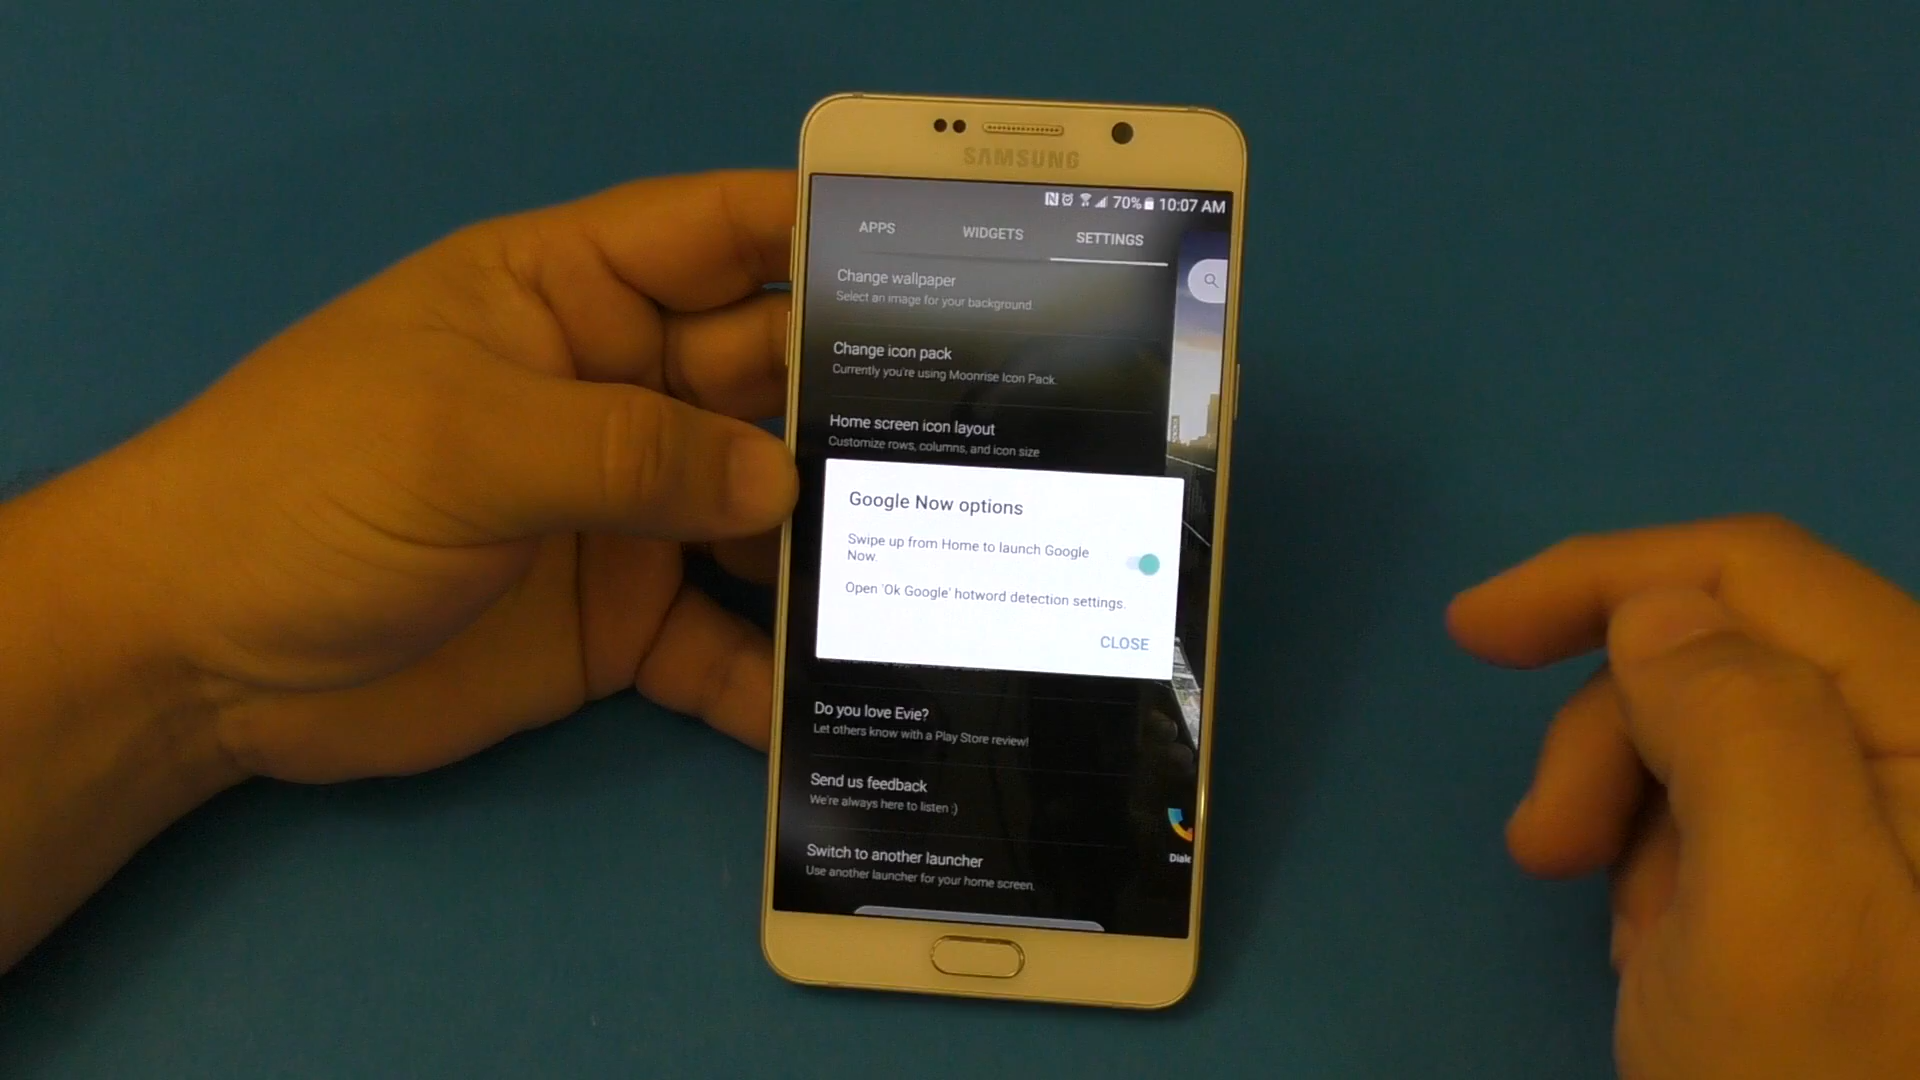 SAMSUNG
70% 10:07 AM
APPS WIDGETS SETTINGS
Change wallpaper
Select an image for your background.
Change icon pack
Currently you're using Moonrise Icon Pack.
Home screen icon layout
Customize rows, columns, and icon size
Google Now options
Swipe up from Home to launch Google
Now.
Open 'Ok Google' hotword detection settings.
CLOSE
Do you love Evie?
Let others know with a Play Store review!
Send us feedback
We're always here to listen :)
Diale
Switch to another launcher
Use another launcher for your home screen.